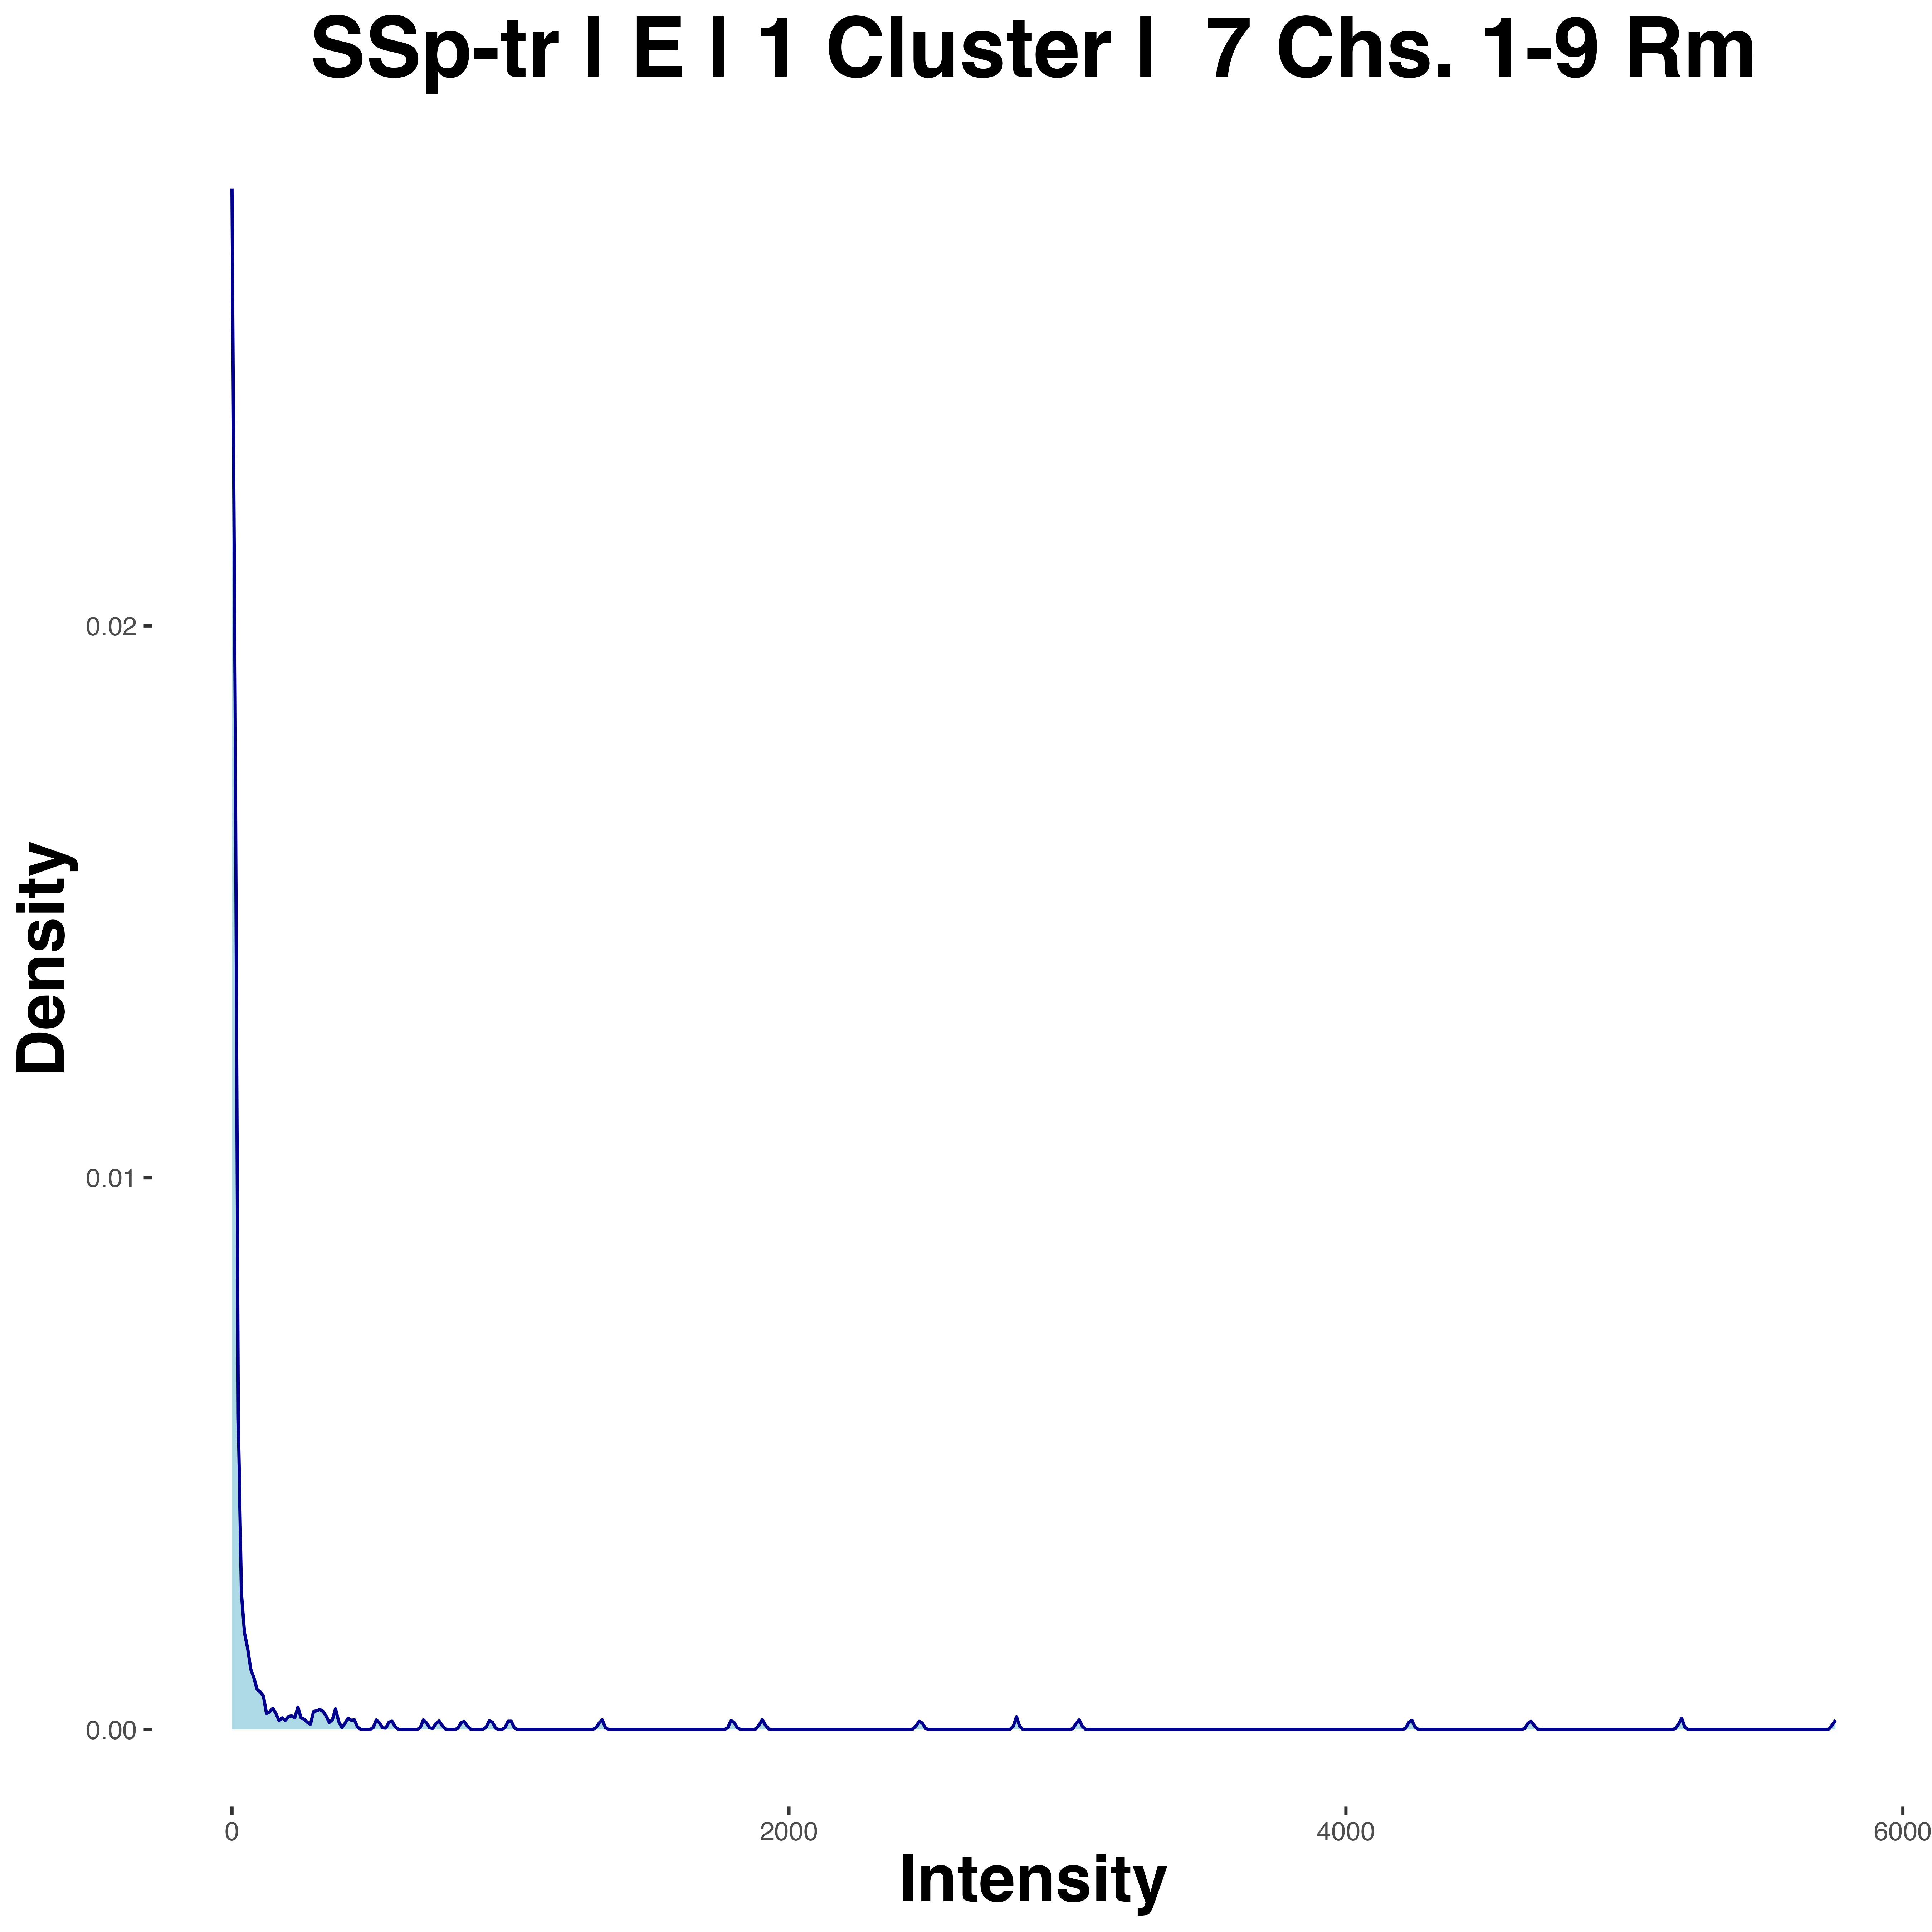 SSp-tr | E | 1 Cluster |  7 Chs. 1-9 Rm
Density
0.02
0.01
0.00
0
2000
4000
6000
Intensity